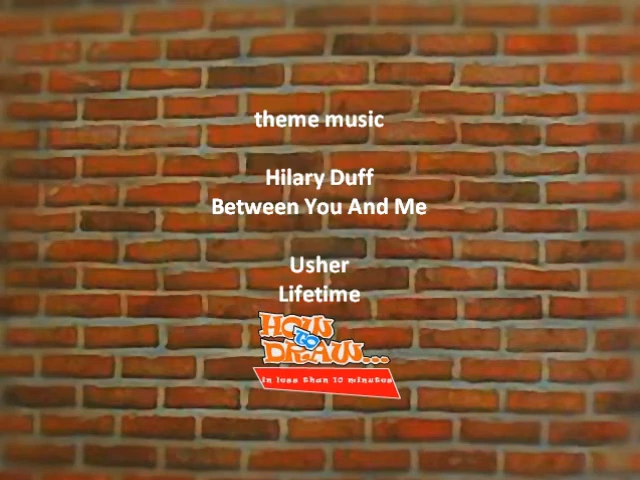 theme music
Hilary Duff
Between You And Me
Usher
Lifetime
HOW
TO
DRAW...
in less than 10 minutes